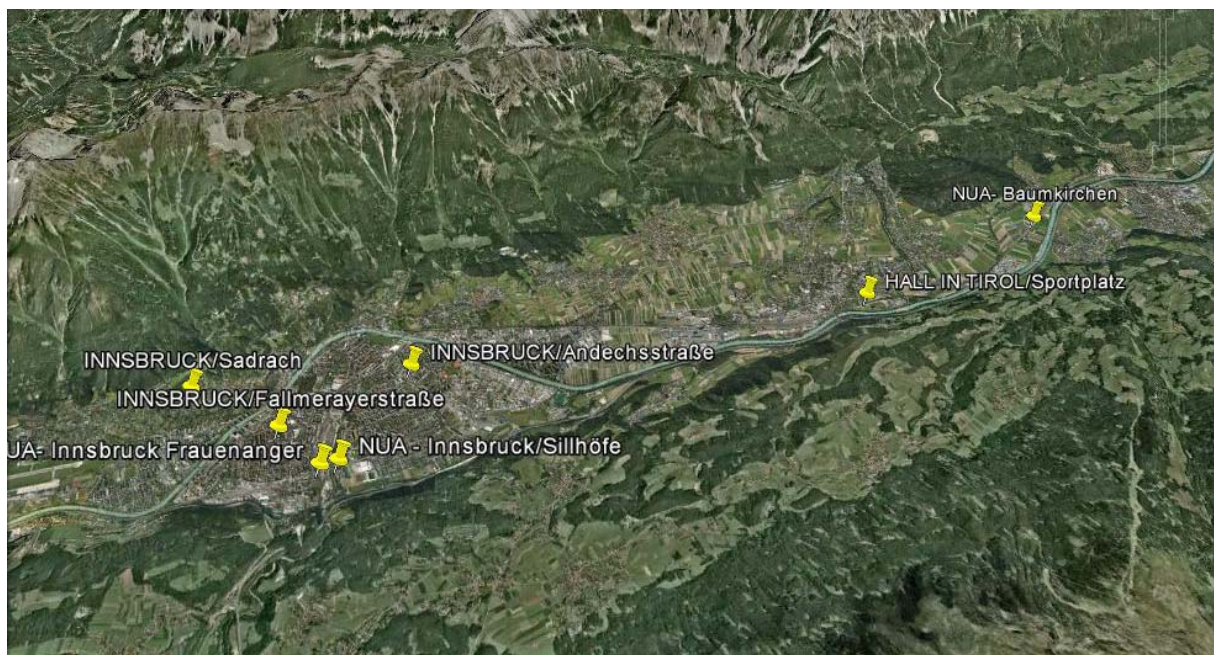 NUA- Baumkirchen
HALL IN TIROL/Sportplatz
INNSBRUCK/Andechsstraße
INNSBRUCK/Sadrach
INNSBRUCK/Fallmerayerstraße
UA- Innsbruck Frauenanger
NUA - Innsbruck/Sillhöfe